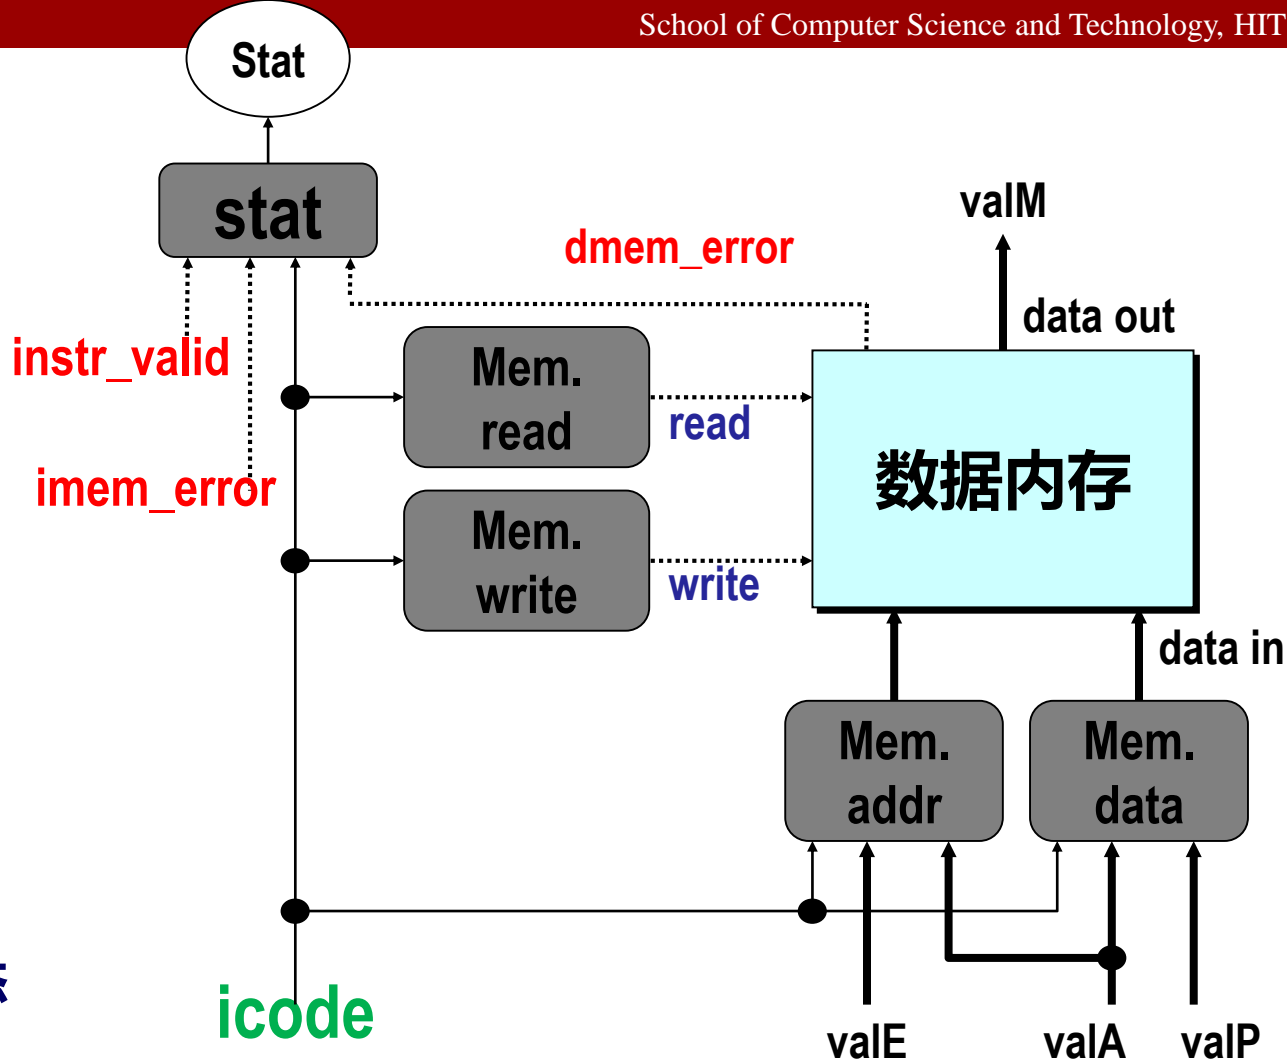 School of Computer Science and Technology, HIT
Stat
stat
valM
dmem_error
data out
instr_valid
Mem.
read
read
数据内存
imem_error
Mem.
write
write
data in
Mem.
addr
Mem.
data
icode
valE
valA
valP